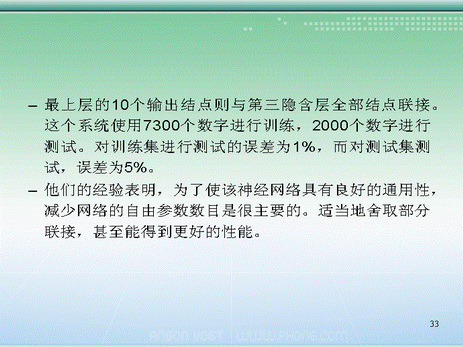 – 最上层的10个输出结点则与第三隐含层全部结点联接。
这个系统使用7300个数字进行训练，2000个数字进行
测试。对训练集进行测试的误差为1%，而对测试集测
试，误差为5%。
– 他们的经验表明，为了使该神经网络具有良好的通用性，
减少网络的自由参数数目是很主要的。适当地舍取部分
联接，甚至能得到更好的性能。
33